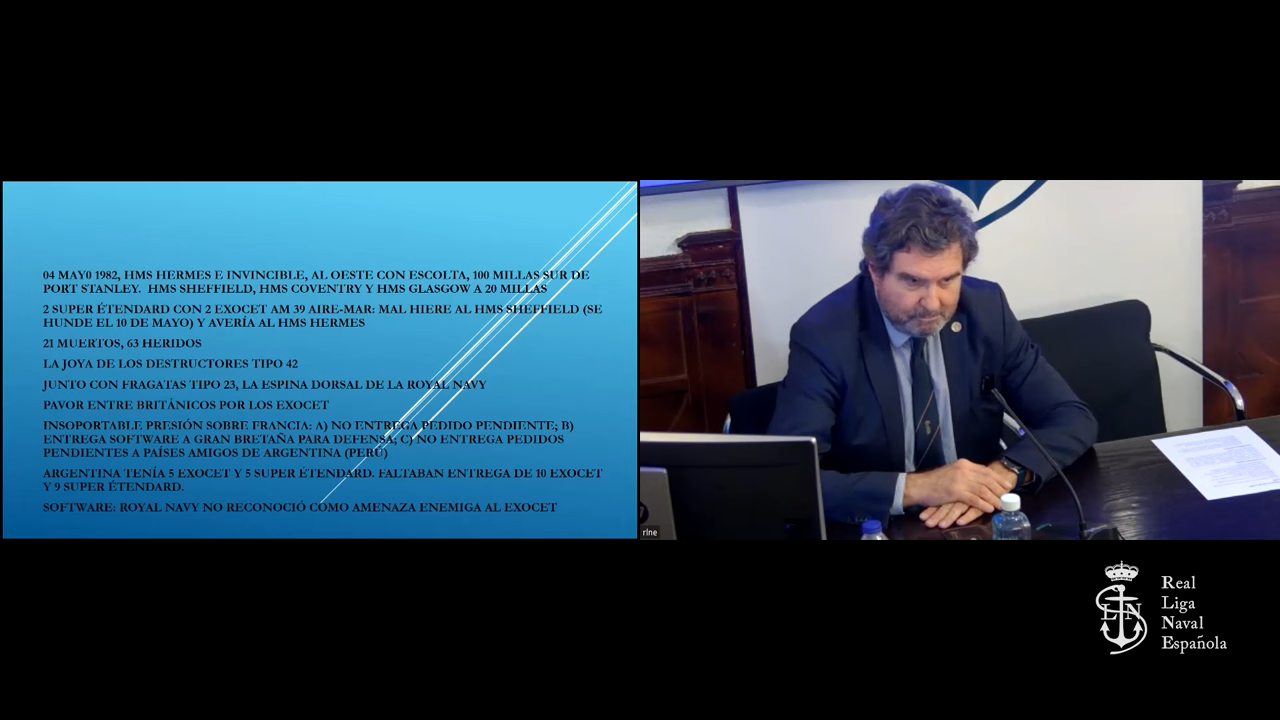 04 MAYO 1982, HMS HERMES E INVINCIBLE, AL OESTE CON ESCOLTA, 100 MILLAS SUR DE
PORT STANLEY. HMS SHEFFIELD, HMS COVENTRY Y HMS GLASGOW A 20 MILLAS
2 SUPER ÉTENDARD CON 2 EXOCET AM 39 AIRE-MAR: MAL HIERE AL HMS SHEFFIELD (SE
HUNDE EL 10 DE MAYO) Y AVERÍA AL HMS HERMES
21 MUERTOS, 63 HERIDOS
LA JOYA DE LOS DESTRUCTORES TIPO 42
JUNTO CON FRAGATAS TIPO 23, LA ESPINA DORSAL DE LA ROYAL NAVY
PAVOR ENTRE BRITÁNICOS POR LOS EXOCET
INSOPORTABLE PRESIÓN SOBRE FRANCIA: A) NO ENTREGA PEDIDO PENDIENTE; B)
ENTREGA SOFTWARE A GRAN BRETAÑA PARA DEFENSA; C) NO ENTREGA PEDIDOS
PENDIENTES A PAÍSES AMIGOS DE ARGENTINA (PERÚ)
ARGENTINA TENÍA 5 EXOCET Y 5 SUPER ÉTENDARD. FALTABAN ENTREGA DE 10 EXOCET
Y 9 SUPER ÉTENDARD.
SOFTWARE: ROYAL NAVY NO RECONOCIÓ COMO AMENAZA ENEMIGA AL EXOCET
rlne
LN
Real
Liga
Naval
Española